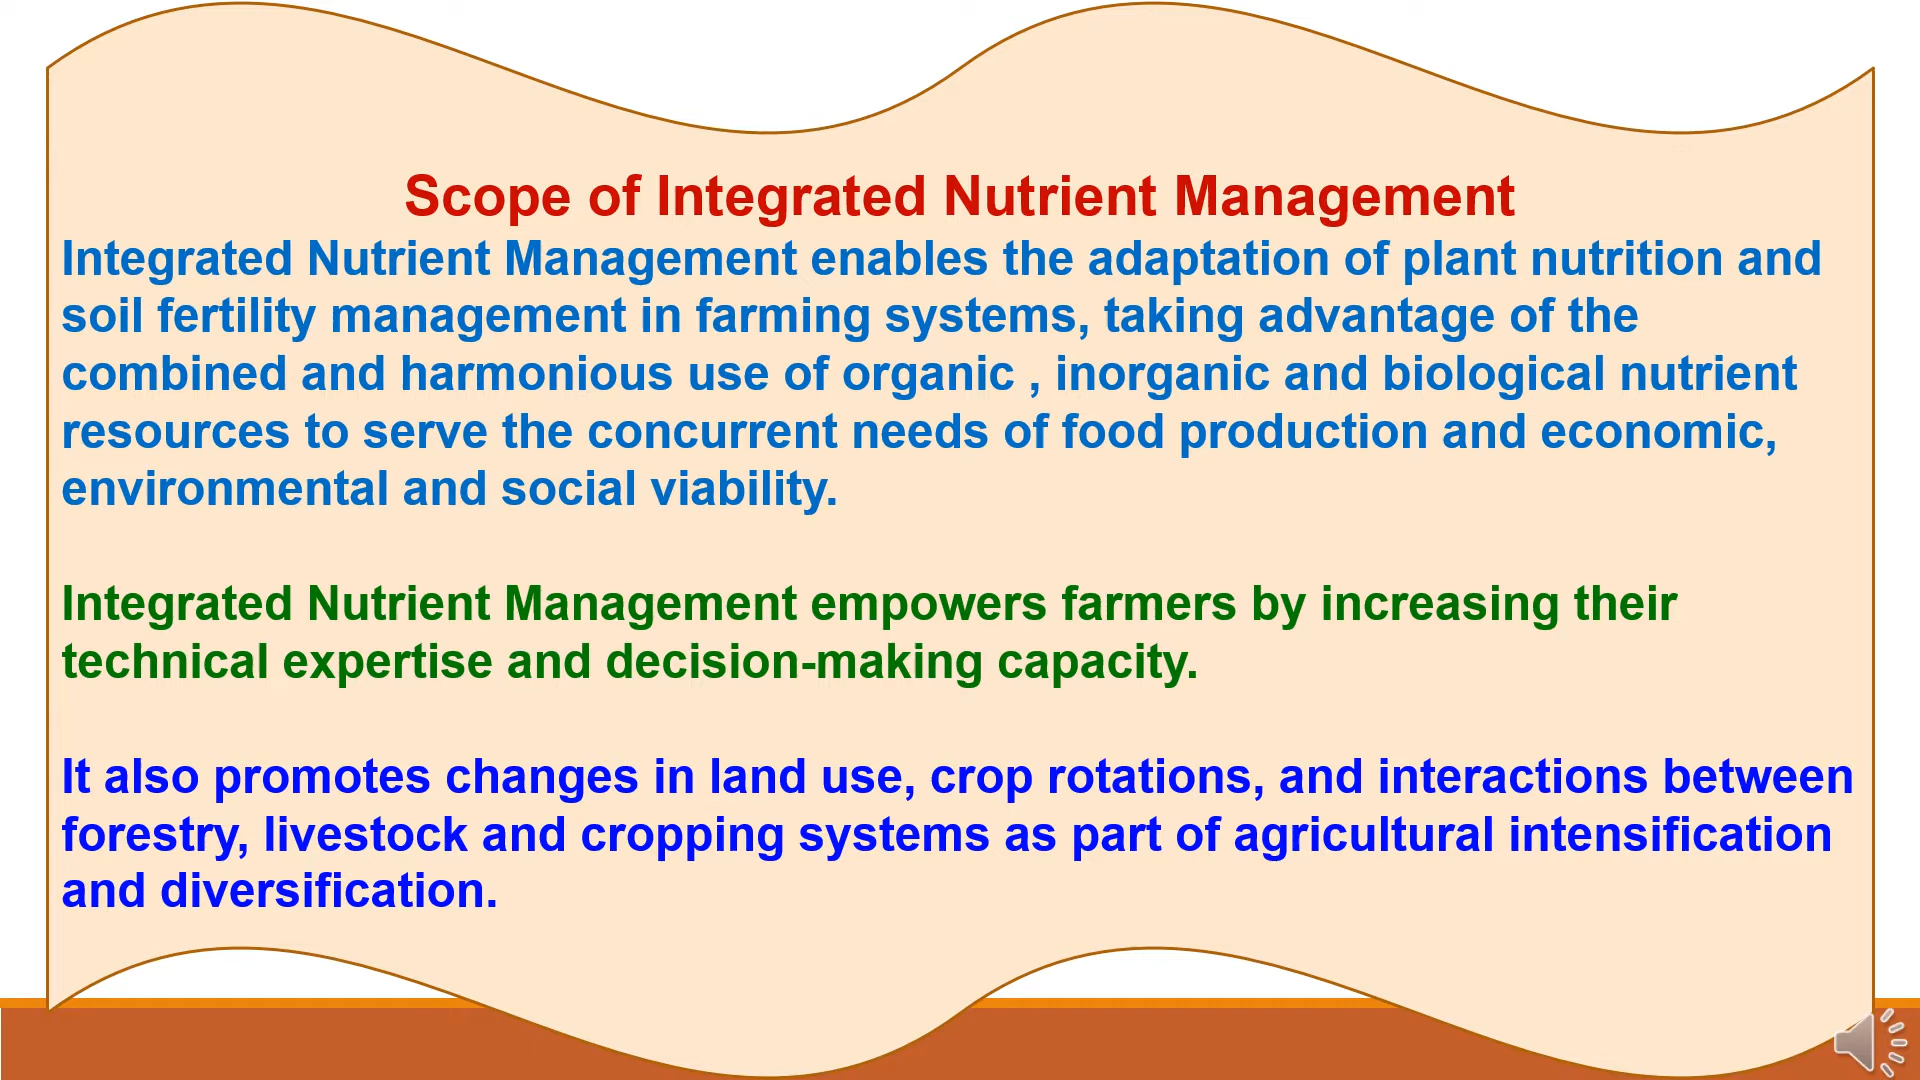 Scope of Integrated Nutrient Management
Integrated Nutrient Management enables the adaptation of plant nutrition and
soil fertility management in farming systems, taking advantage of the
combined and harmonious use of organic , inorganic and biological nutrient
resources to serve the concurrent needs of food production and economic,
environmental and social viability.
Integrated Nutrient Management empowers farmers by increasing their
technical expertise and decision-making capacity.
It also promotes changes in land use, crop rotations, and interactions between
forestry, livestock and cropping systems as part of agricultural intensification
and diversification.